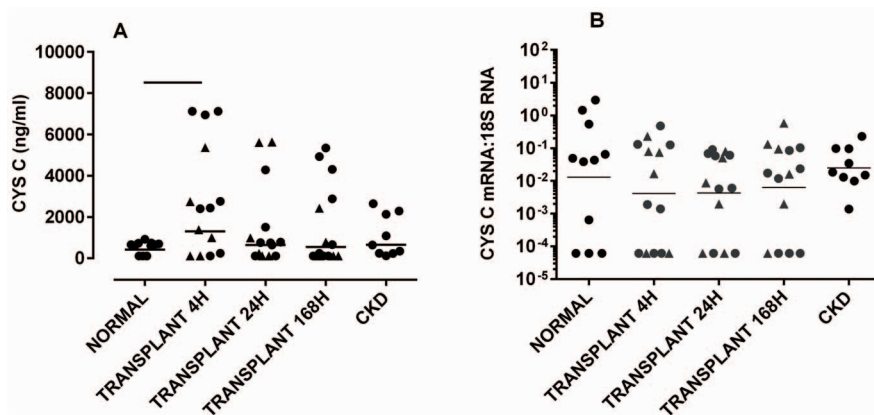 A
CYS C (ng/ml)
10000
8000
6000
4000
2000
0
NORMAL
TRANSPLANT 4H
TRANSPLANT 24H
TRANSPLANT 168H
CKD
B
CYS C mRNA:18S RNA
10²
10¹
10⁰
10⁻¹
10⁻²
10⁻³
10⁻⁴
10⁻⁵
NORMAL
TRANSPLANT 4H
TRANSPLANT 24H
TRANSPLANT 168H
CKD